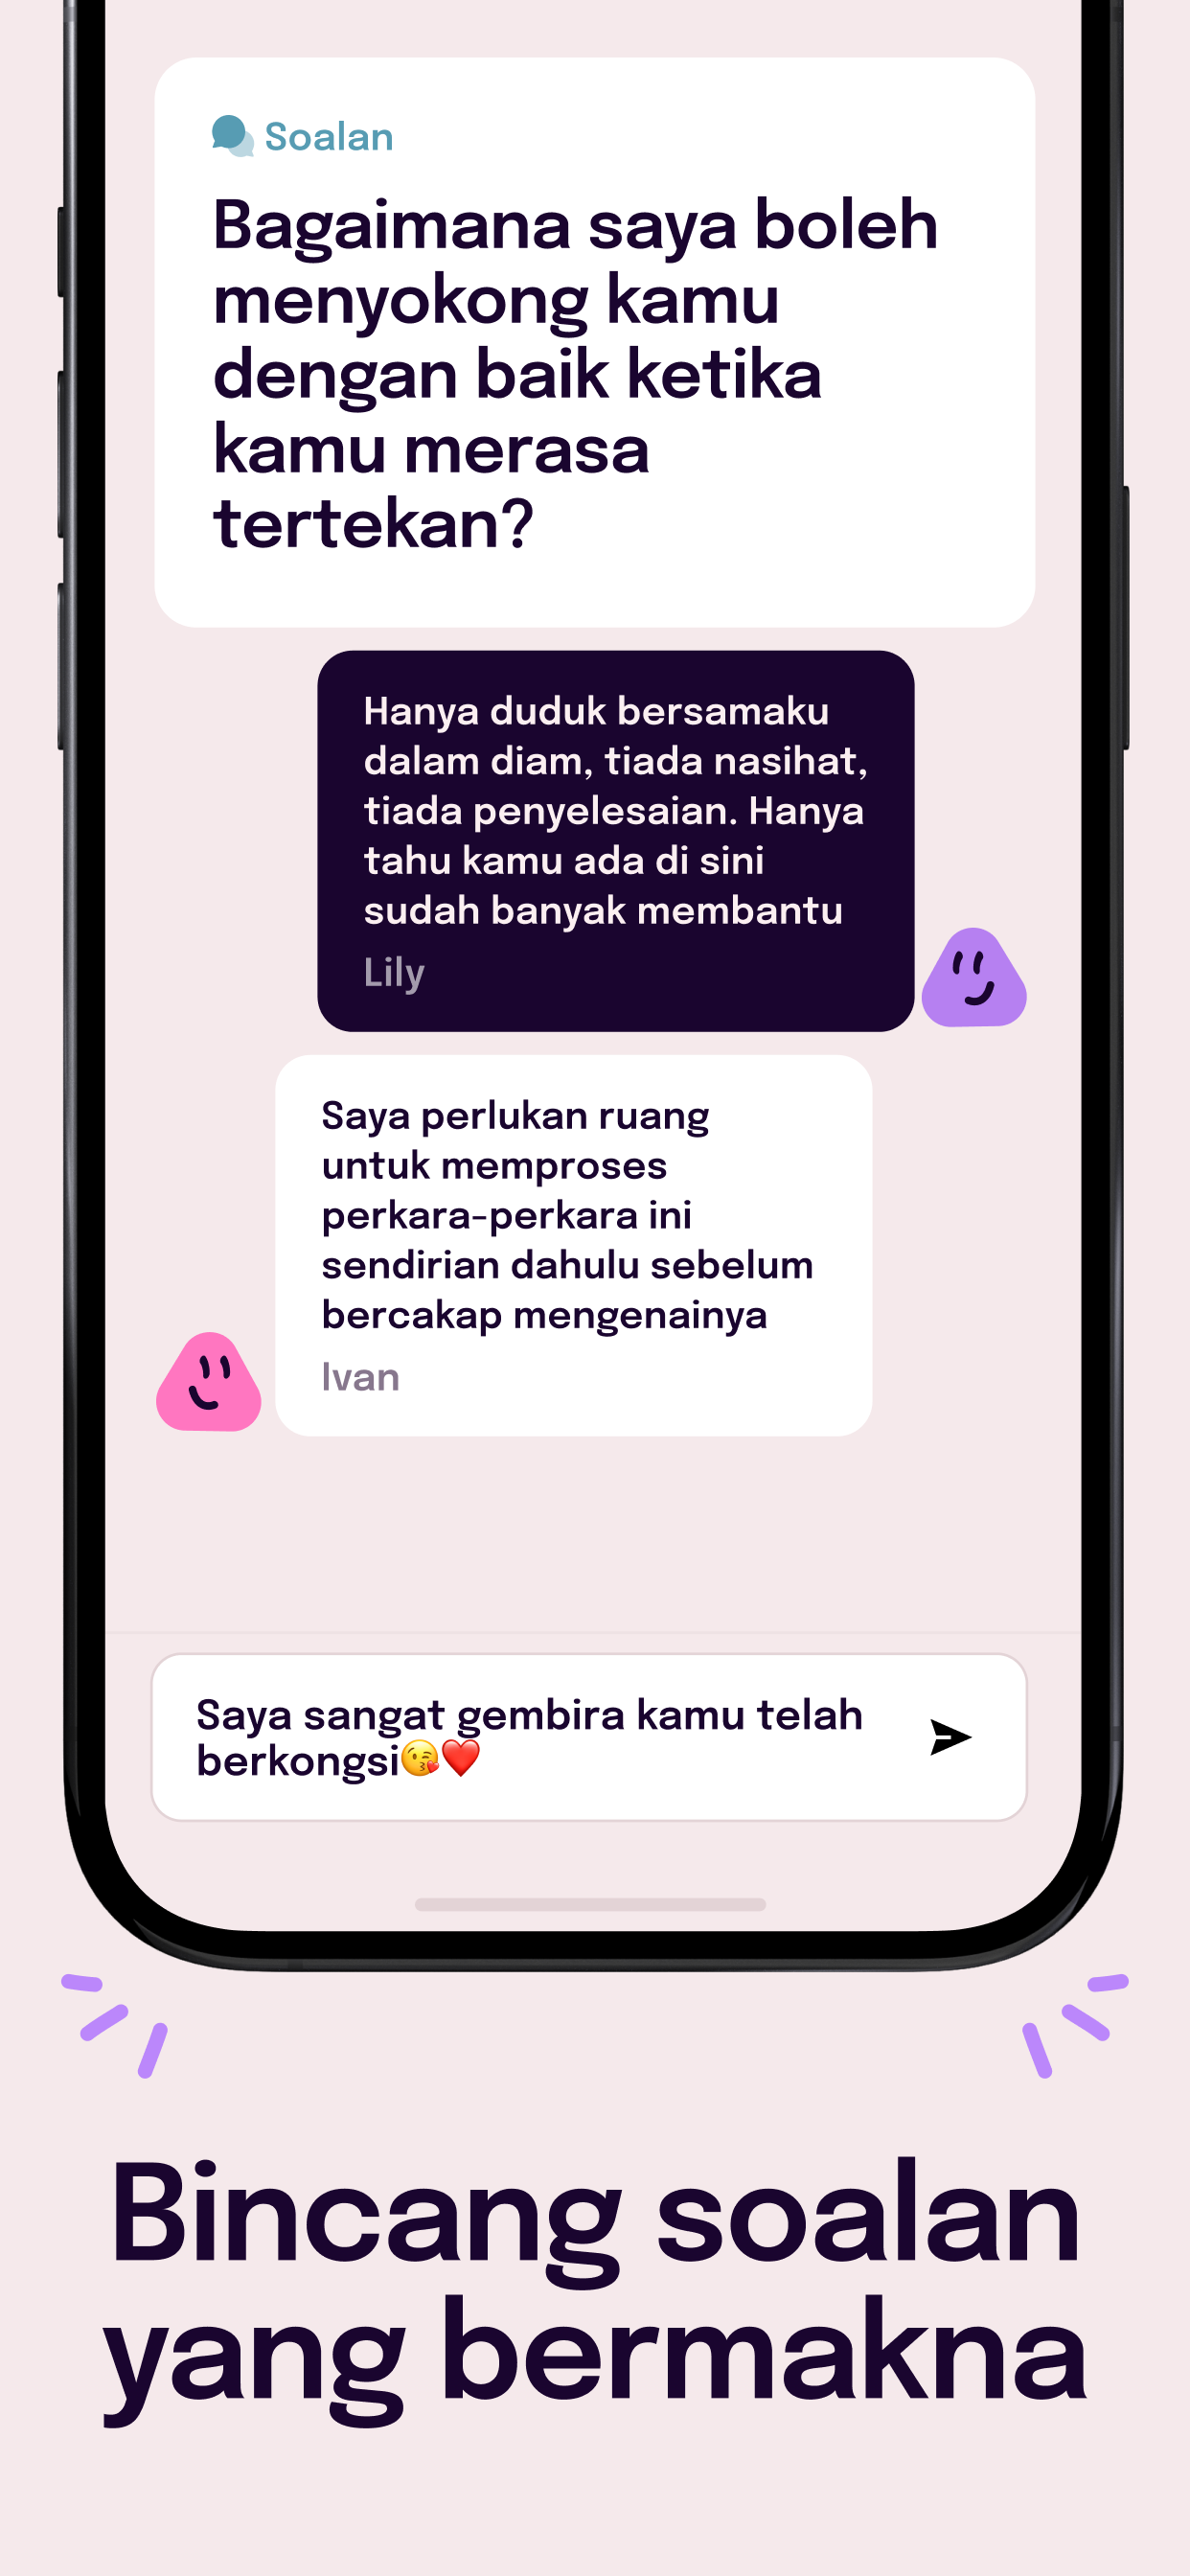 Soalan
Bagaimana saya boleh
menyokong kamu
dengan baik ketika
kamu merasa
tertekan?
Hanya duduk bersamaku
dalam diam, tiada nasihat,
tiada penyelesaian. Hanya
tahu kamu ada di sini
sudah banyak membantu
Lily
Saya perlukan ruang
untuk memproses
perkara-perkara ini
sendirian dahulu sebelum
bercakap mengenainya
Ivan
Saya sangat gembira kamu telah
berkongsi😘❤️
Bincang soalan
yang bermakna